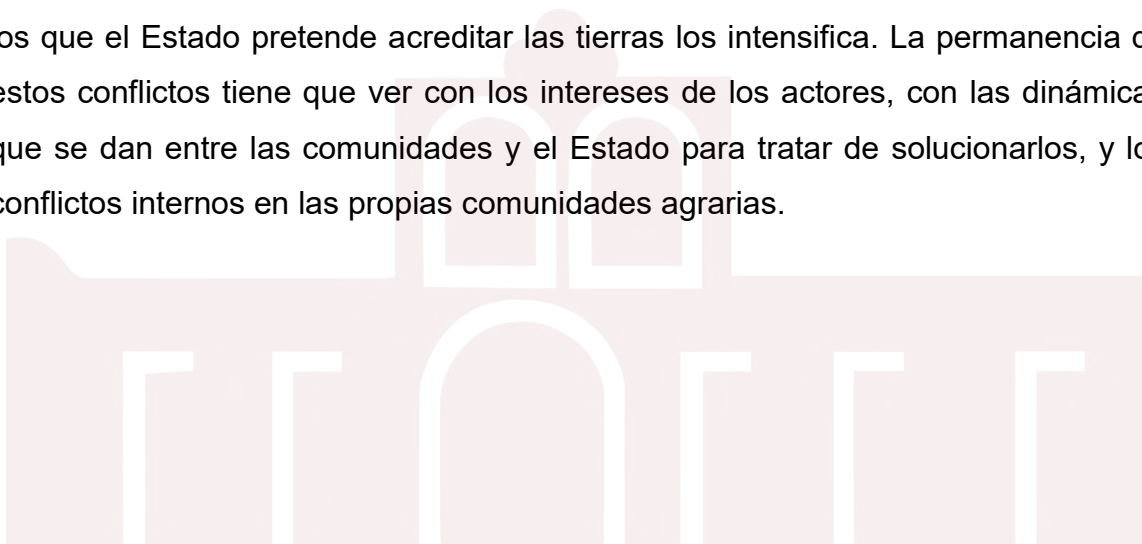 os que el Estado pretende acreditar las tierras los intensifica. La permanencia
estos conflictos tiene que ver con los intereses de los actores, con las dinámica
que se dan entre las comunidades y el Estado para tratar de solucionarlos, y lo
conflictos internos en las propias comunidades agrarias.